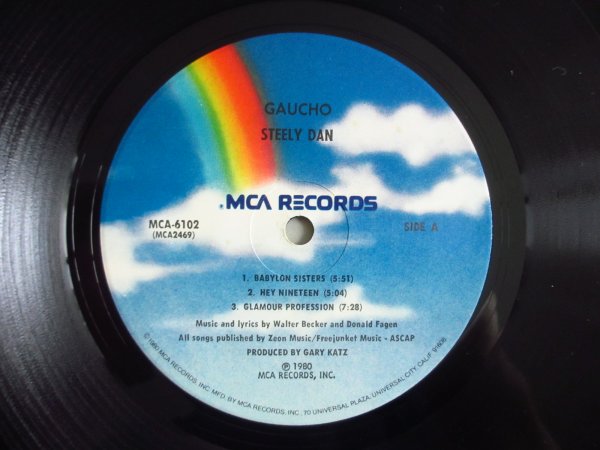 GAUCHO
STEELY DAN
MCA RECORDS
MCA-6102
(MCA2469)
SIDE A
1. BABYLON SISTERS (5:51)
2. HEY NINETEEN (5:04)
3. GLAMOUR PROFESSION (7:28)
Music and lyrics by Walter Becker and Donald Fagen
All songs published by Zeon Music/Freejunket Music - ASCAP
PRODUCED BY GARY KATZ
℗ 1980
MCA RECORDS, INC.
© 1980 MCA RECORDS, INC. MFD. BY MCA RECORDS, INC. 70 UNIVERSAL PLAZA, UNIVERSAL CITY, CALIF. 91608